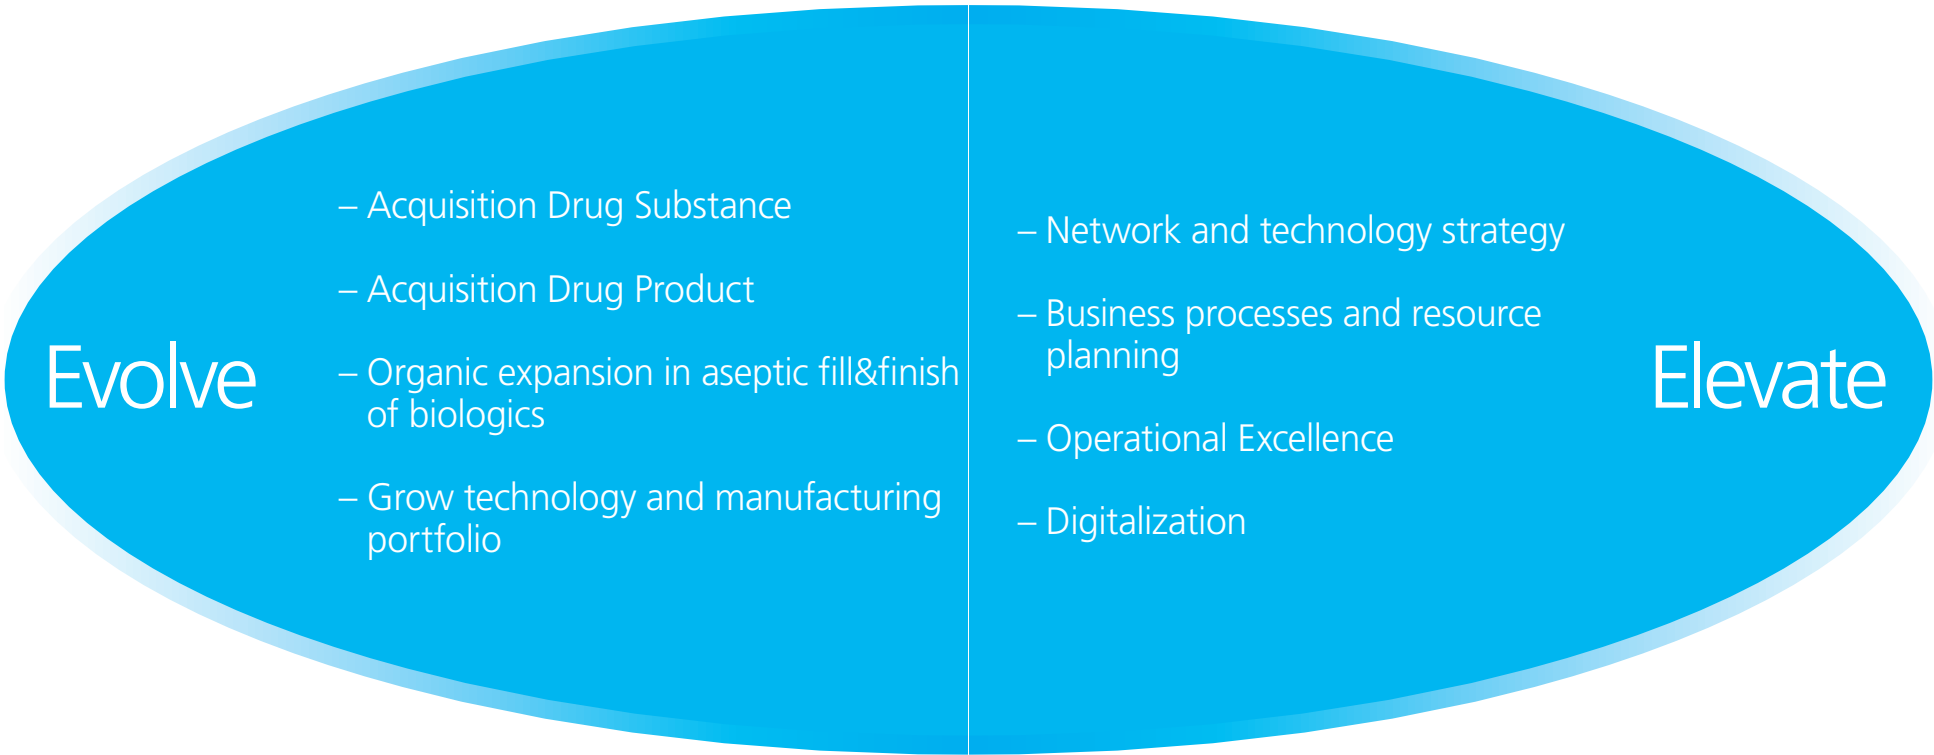 Evolve
– Acquisition Drug Substance
– Acquisition Drug Product
– Organic expansion in aseptic fill&finish
of biologics
– Grow technology and manufacturing
portfolio
– Network and technology strategy
– Business processes and resource
planning
– Operational Excellence
– Digitalization
Elevate